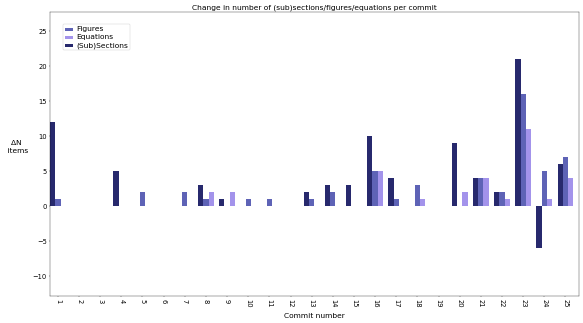 Change in number of (sub)sections/figures/equations per commit
Figures
Equations
(Sub)Sections
25
20
15
10
5
0
−5
−10
ΔN
items
1 2 3 4 5 6 7 8 9 10 11 12 13 14 15 16 17 18 19 20 21 22 23 24 25
Commit number